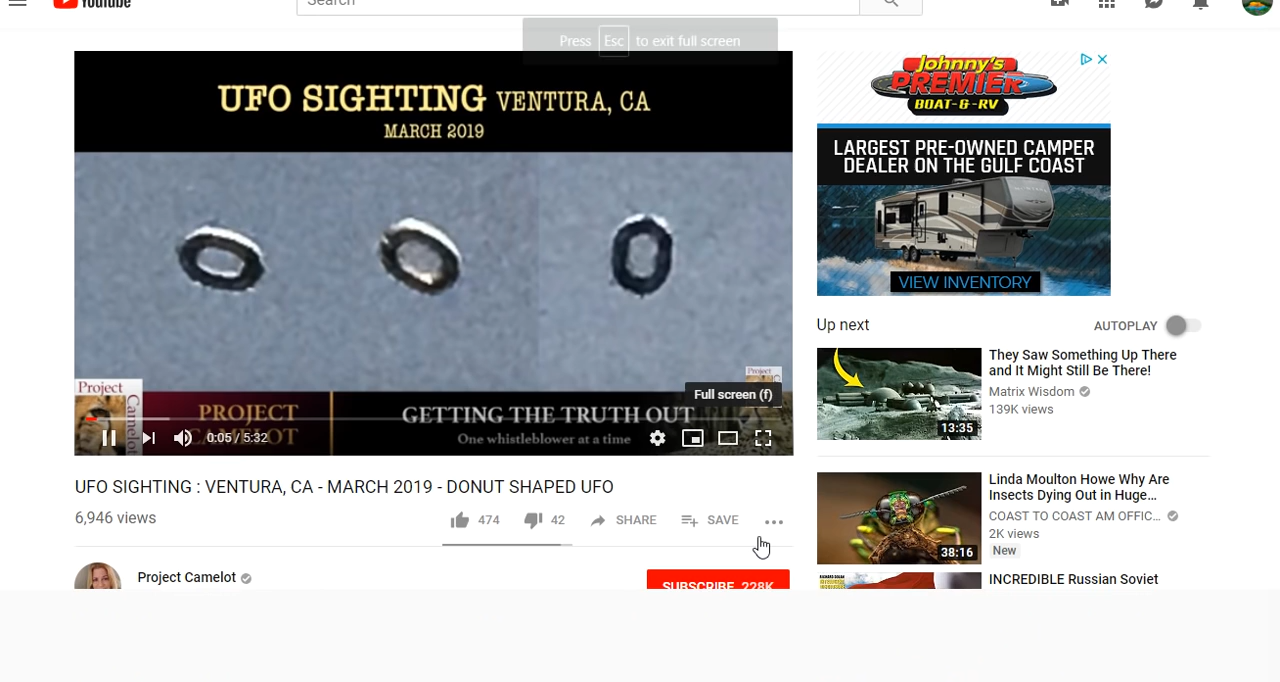 YouTube
Search
Press Esc to exit full screen
UFO SIGHTING VENTURA, CA
MARCH 2019
Project
Camelot
PROJECT
CAMELOT
GETTING THE TRUTH OUT
One whistleblower at a time
Project
Full screen (f)
0:05 / 5:32
UFO SIGHTING : VENTURA, CA - MARCH 2019 - DONUT SHAPED UFO
6,946 views
474
42
SHARE
SAVE
Project Camelot
SUBSCRIBE 228K
Johnny's
PREMIER
BOAT-&-RV
LARGEST PRE-OWNED CAMPER
DEALER ON THE GULF COAST
VIEW INVENTORY
Up next
AUTOPLAY
They Saw Something Up There
and It Might Still Be There!
Matrix Wisdom
139K views
13:35
Linda Moulton Howe Why Are
Insects Dying Out in Huge…
COAST TO COAST AM OFFIC…
2K views
New
38:16
INCREDIBLE Russian Soviet